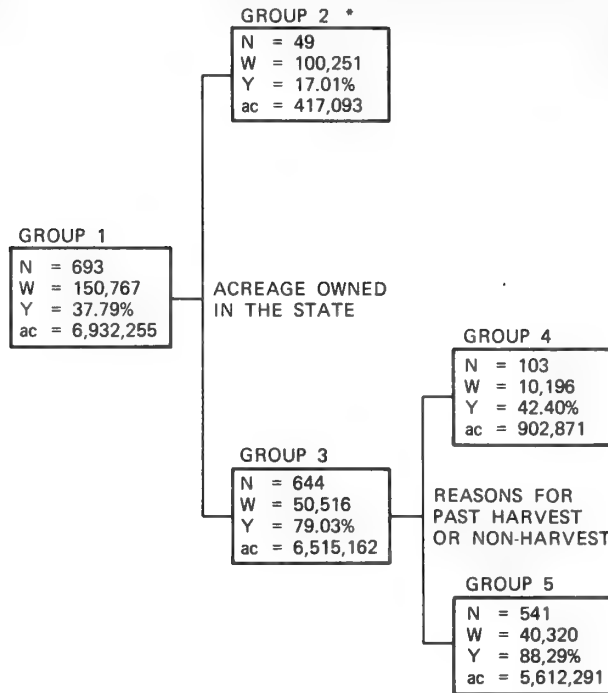 GROUP 2 *
N = 49
W = 100,251
Y = 17.01%
ac = 417,093
GROUP 1
N = 693
W = 150,767
Y = 37.79%
ac = 6,932,255
ACREAGE OWNED
IN THE STATE
GROUP 3
N = 644
W = 50,516
Y = 79.03%
ac = 6,515,162
GROUP 4
N = 103
W = 10,196
Y = 42.40%
ac = 902,871
REASONS FOR
PAST HARVEST
OR NON-HARVEST
GROUP 5
N = 541
W = 40,320
Y = 88,29%
ac = 5,612,291